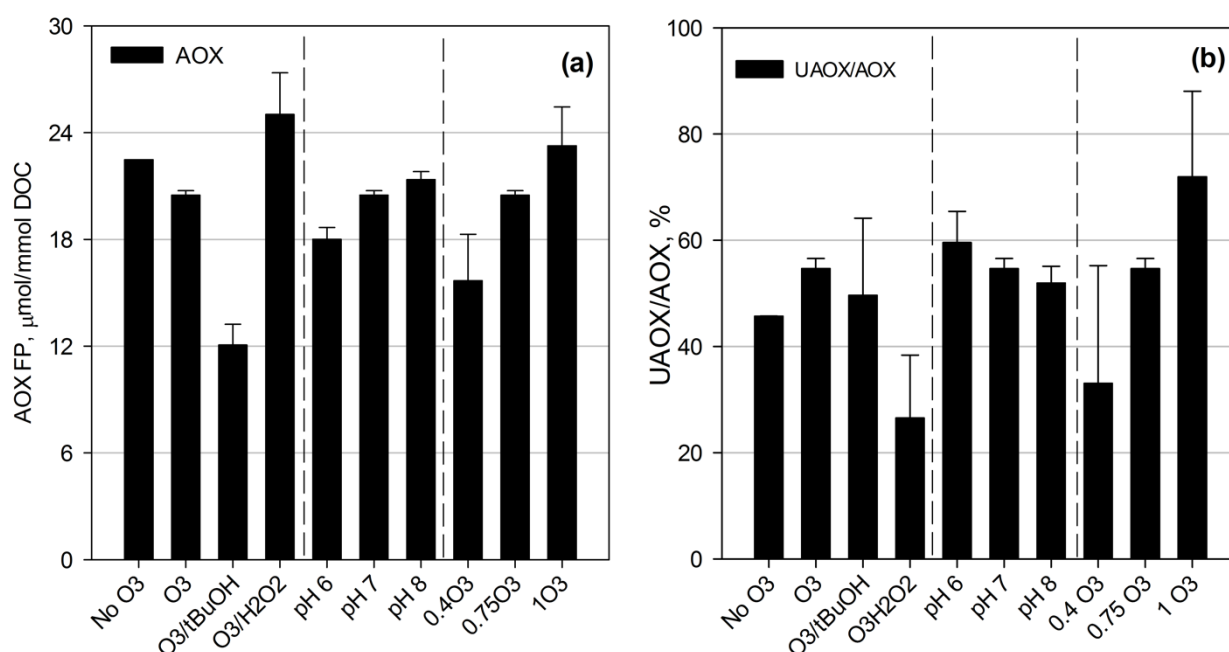 30
24
18
12
6
0
AOX FP, µmol/mmol DOC
AOX
(a)
No O3
O3
O3/tBuOH
O3/H2O2
pH 6
pH 7
pH 8
0.4O3
0.75O3
1O3
100
80
60
40
20
0
UAOX/AOX, %
UAOX/AOX
(b)
No O3
O3
O3/tBuOH
O3H2O2
pH 6
pH 7
pH 8
0.4 O3
0.75 O3
1 O3